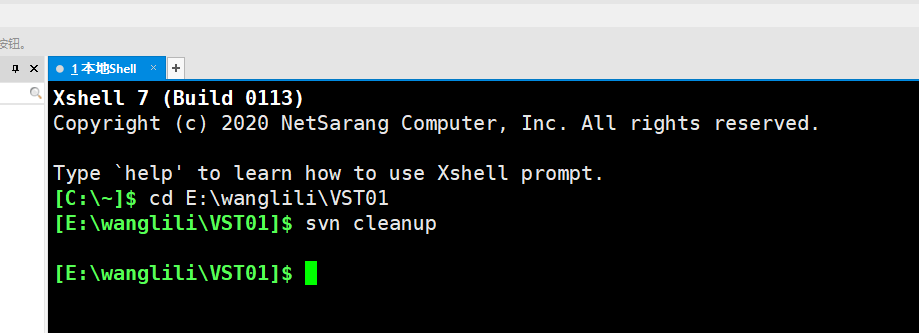 按钮。
1 本地Shell × +
Xshell 7 (Build 0113)
Copyright (c) 2020 NetSarang Computer, Inc. All rights reserved.
Type `help' to learn how to use Xshell prompt.
[C:\~]$ cd E:\wanglili\VST01
[E:\wanglili\VST01]$ svn cleanup
[E:\wanglili\VST01]$